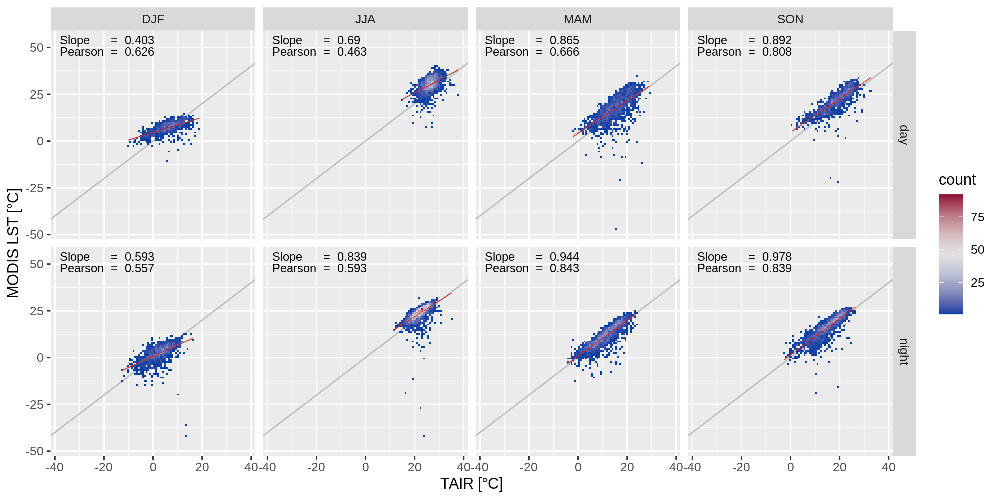 DJF
JJA
MAM
SON
Slope = 0.403
Pearson = 0.626
Slope = 0.69
Pearson = 0.463
Slope = 0.865
Pearson = 0.666
Slope = 0.892
Pearson = 0.808
50
25
0
-25
-50
day
Slope = 0.593
Pearson = 0.557
Slope = 0.839
Pearson = 0.593
Slope = 0.944
Pearson = 0.843
Slope = 0.978
Pearson = 0.839
50
25
0
-25
-50
night
MODIS LST [°C]
-40 -20 0 20 40
-40 -20 0 20 40
-40 -20 0 20 40
-40 -20 0 20 40
TAIR [°C]
count
75
50
25